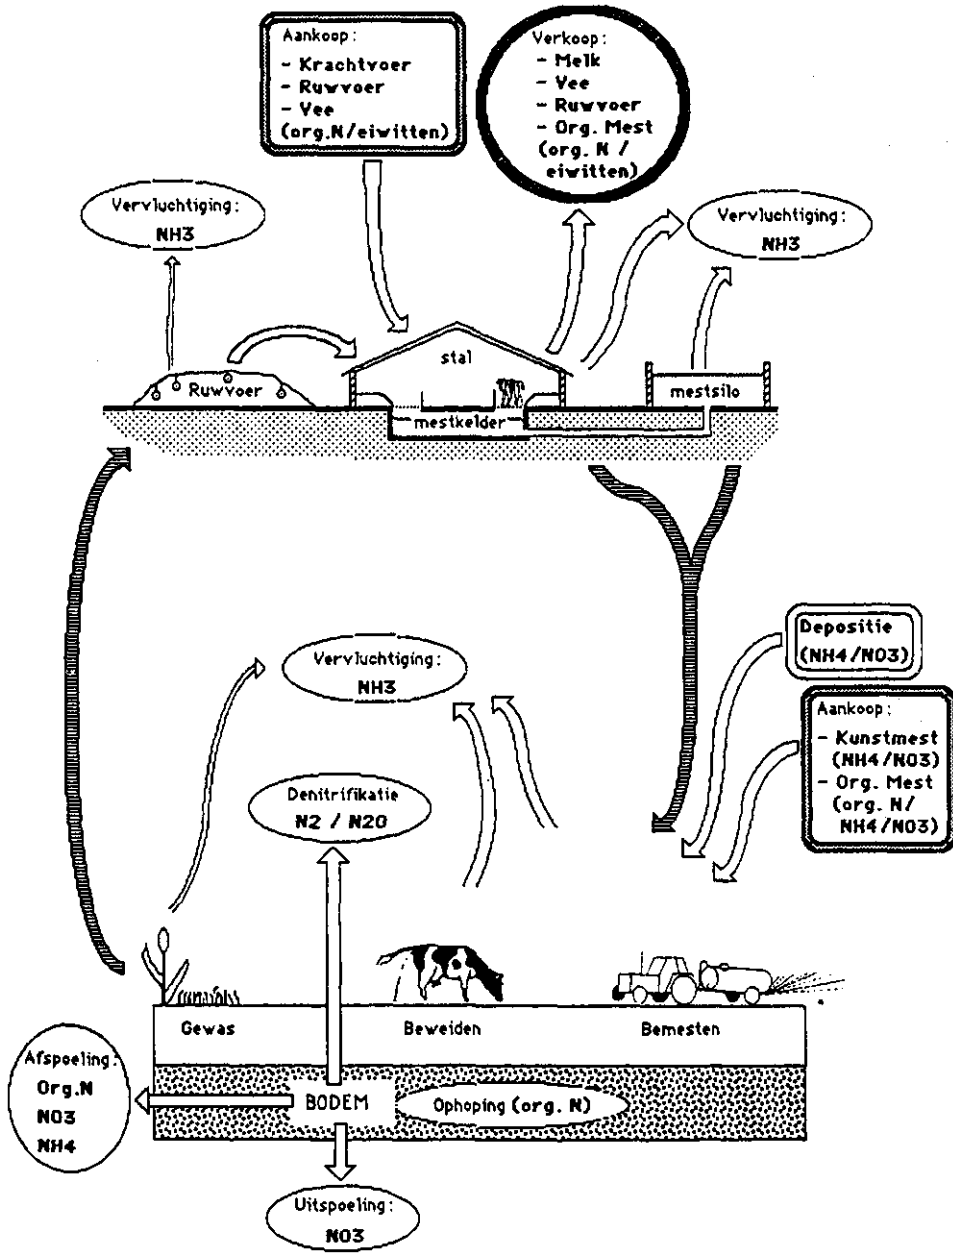 Aankoop:
- Krachtvoer
- Ruwvoer
- Vee
(org.N/eiwitten)
Verkoop:
- Melk
- Vee
- Ruwvoer
- Org. Mest
(org. N /
eiwitten)
Vervluchtiging:
NH3
Vervluchtiging:
NH3
stal
Ruwvoer
mestsilo
mestkelder
Depositie
(NH4/NO3)
Vervluchtiging:
NH3
Aankoop:
- Kunstmest
(NH4/NO3)
- Org. Mest
(org. N/
NH4/NO3)
Denitrifikatie
N2 / N2O
Gewas
Beweiden
Bemesten
Afspoeling:
Org.N
NO3
NH4
BODEM
Ophoping (org. N)
Uitspoeling:
NO3